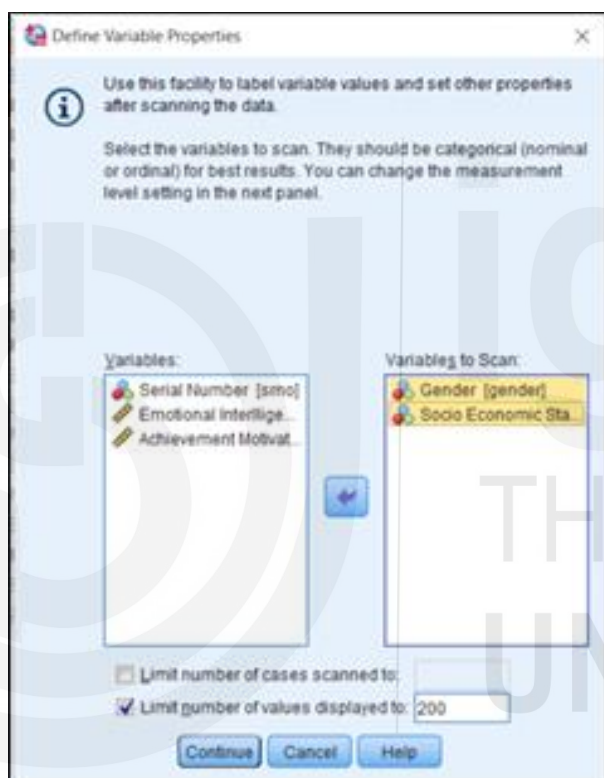 Define Variable Properties
Use this facility to label variable values and set other properties
after scanning the data.
Select the variables to scan. They should be categorical (nominal
or ordinal) for best results. You can change the measurement
level setting in the next panel.
Variables:
Serial Number [srno]
Emotional Intellige...
Achievement Motivat...
Variables to Scan:
Gender [gender]
Socio Economic Sta...
Limit number of cases scanned to:
Limit number of values displayed to: 200
Continue Cancel Help
TH
UN